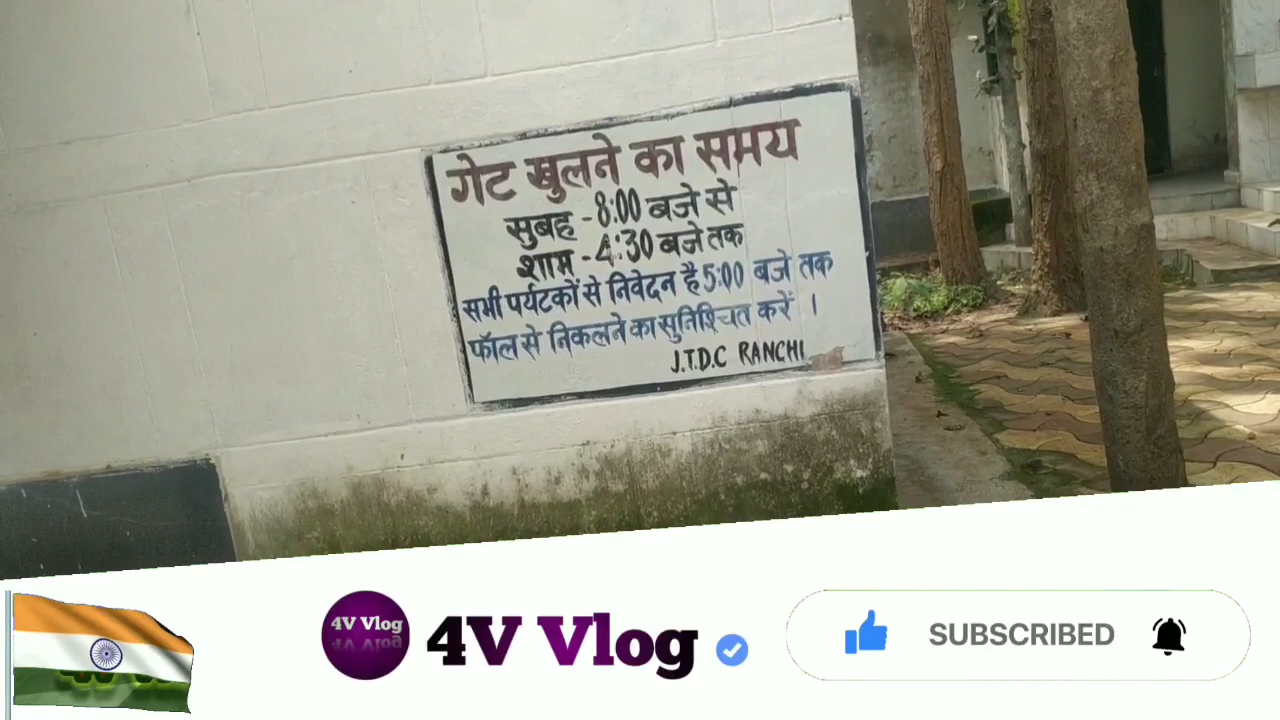 गेट खुलने का समय
सुबह - 8:00 बजे से
शाम - 4:30 बजे तक
सभी पर्यटकों से निवेदन है 5:00 बजे तक
फॉल से निकलने का सुनिश्चित करें ।
J.T.D.C RANCHI
4V Vlog
4V Vlog
SUBSCRIBED